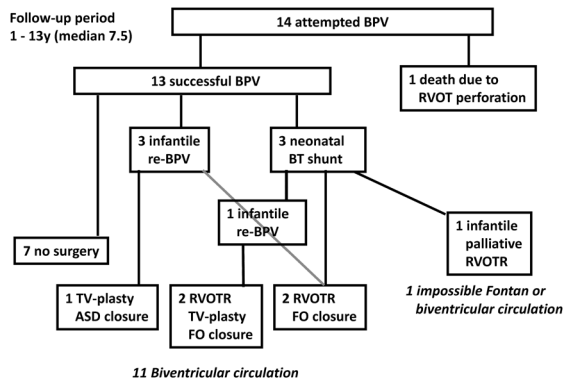 Follow-up period
1 - 13y (median 7.5)
14 attempted BPV
13 successful BPV
1 death due to
RVOT perforation
3 infantile
re-BPV
3 neonatal
BT shunt
1 infantile
re-BPV
1 infantile
palliative
RVOTR
7 no surgery
1 TV-plasty
ASD closure
2 RVOTR
TV-plasty
FO closure
2 RVOTR
FO closure
1 impossible Fontan or
biventricular circulation
11 Biventricular circulation